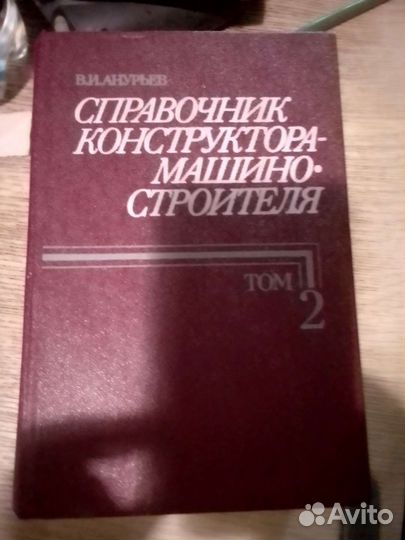 В.И.АНУРЬЕВ
СПРАВОЧНИК
КОНСТРУКТОРА-
МАШИНО-
СТРОИТЕЛЯ
ТОМ
2
Avito